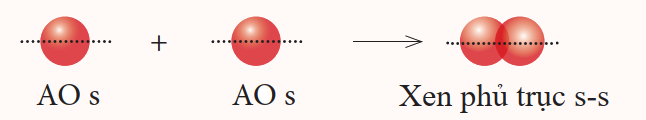 +
AO s
AO s
Xen phủ trục s-s